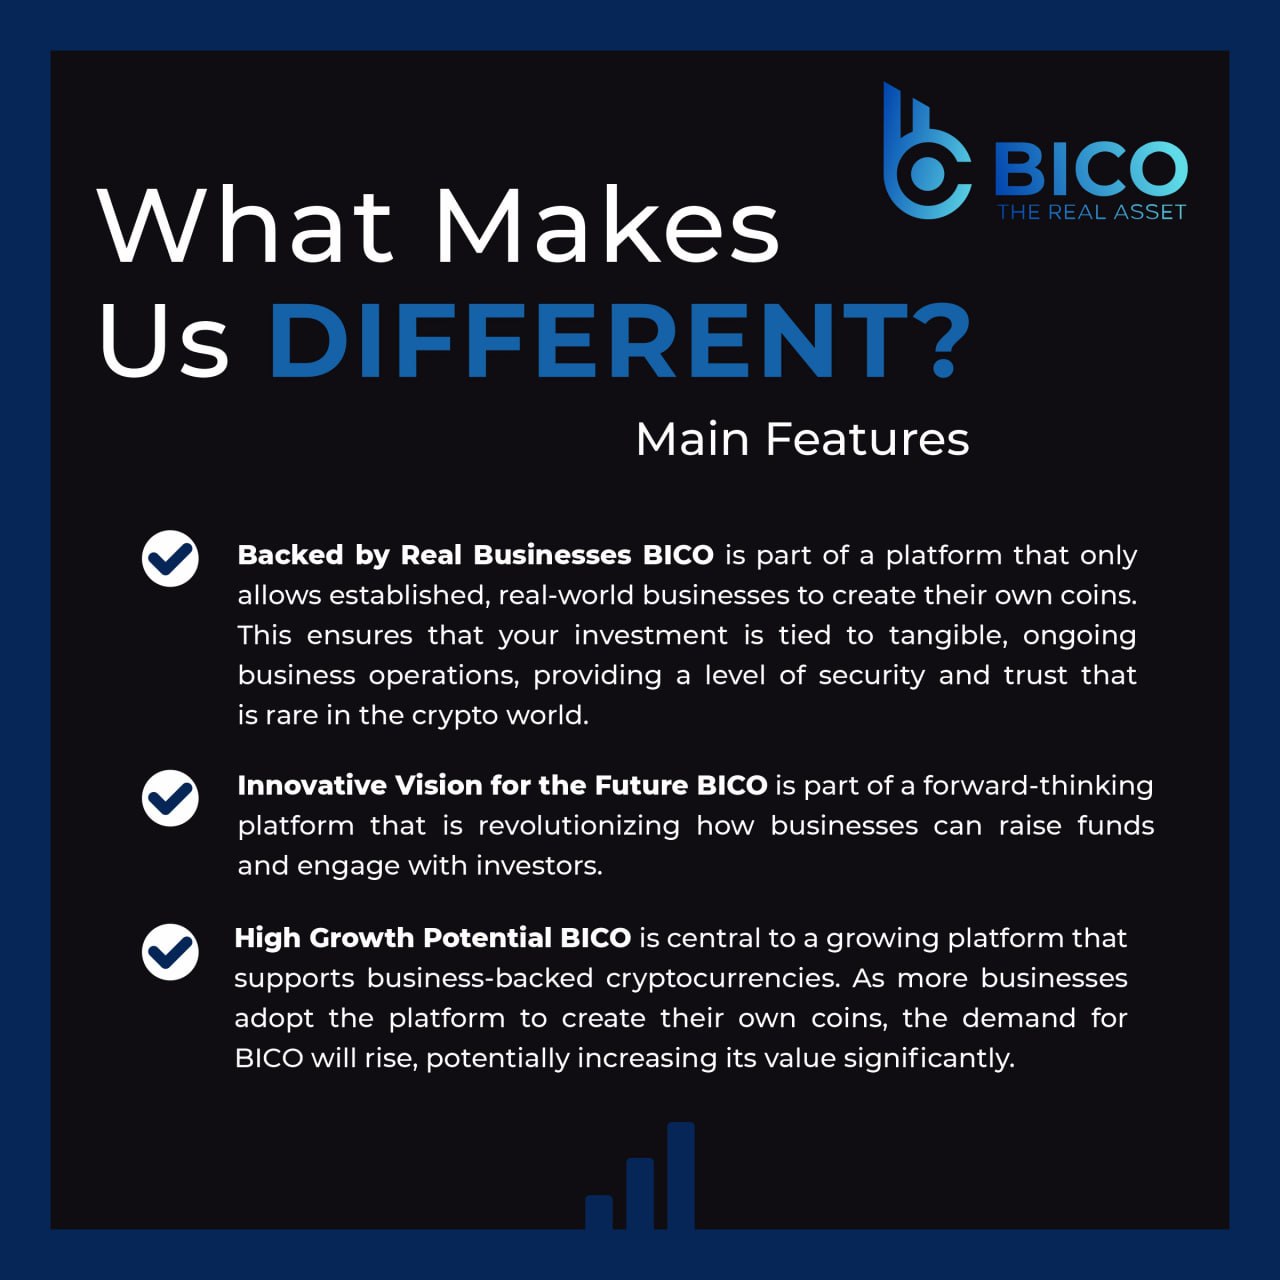 BICO
THE REAL ASSET
What Makes
Us DIFFERENT?
Main Features
Backed by Real Businesses BICO is part of a platform that only
allows established, real-world businesses to create their own coins.
This ensures that your investment is tied to tangible, ongoing
business operations, providing a level of security and trust that
is rare in the crypto world.
Innovative Vision for the Future BICO is part of a forward-thinking
platform that is revolutionizing how businesses can raise funds
and engage with investors.
High Growth Potential BICO is central to a growing platform that
supports business-backed cryptocurrencies. As more businesses
adopt the platform to create their own coins, the demand for
BICO will rise, potentially increasing its value significantly.